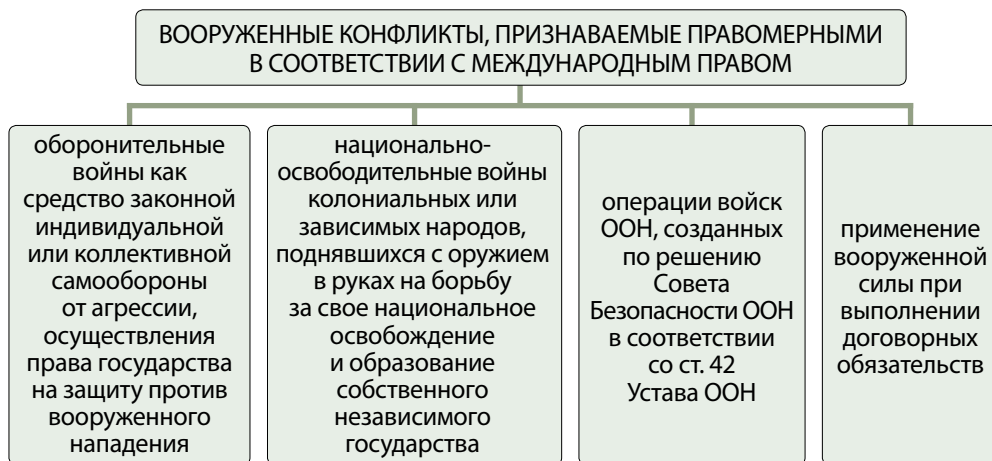 ВООРУЖЕННЫЕ КОНФЛИКТЫ, ПРИЗНАВАЕМЫЕ ПРАВОМЕРНЫМИ
В СООТВЕТСТВИИ С МЕЖДУНАРОДНЫМ ПРАВОМ
оборонительные
войны как
средство законной
индивидуальной
или коллективной
самообороны
от агрессии,
осуществления
права государства
на защиту против
вооруженного
нападения
национально-
освободительные войны
колониальных или
зависимых народов,
поднявшихся с оружием
в руках на борьбу
за свое национальное
освобождение
и образование
собственного
независимого
государства
операции войск
ООН, созданных
по решению
Совета
Безопасности ООН
в соответствии
со ст. 42
Устава ООН
применение
вооруженной
силы при
выполнении
договорных
обязательств